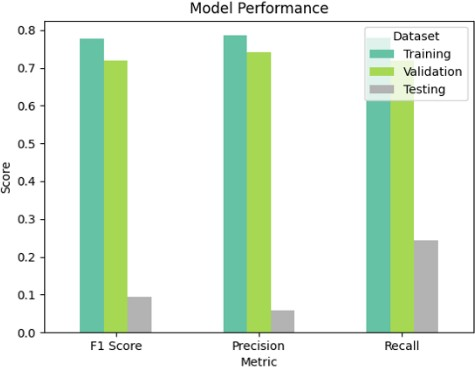 Model Performance
Dataset
Training
Validation
Testing
0.8
0.7
0.6
0.5
0.4
0.3
0.2
0.1
0.0
Score
F1 Score
Precision
Recall
Metric